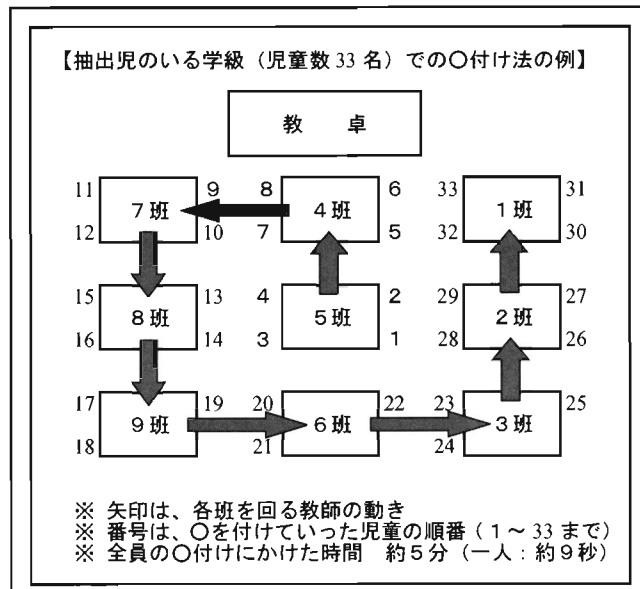 【抽出児のいる学級（児童数 33 名）での〇付け法の例】
教　卓
11 9 8 6 33 31
7班 4班 1班
12 10 7 5 32 30
15 13 4 2 29 27
8班 5班 2班
16 14 3 1 28 26
17 19 20 22 23 25
9班 6班 3班
18 21 24
※ 矢印は、各班を回る教師の動き
※ 番号は、〇を付けていった児童の順番（1～33 まで）
※ 全員の〇付けにかけた時間　約5分（一人：約9秒）